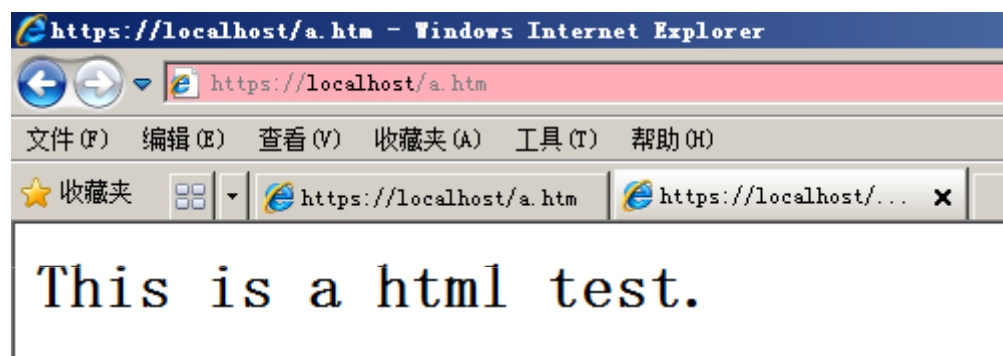 https://localhost/a.htm - Windows Internet Explorer
https://localhost/a.htm
文件(F) 编辑(E) 查看(V) 收藏夹(A) 工具(T) 帮助(H)
收藏夹 https://localhost/a.htm https://localhost/...
This is a html test.